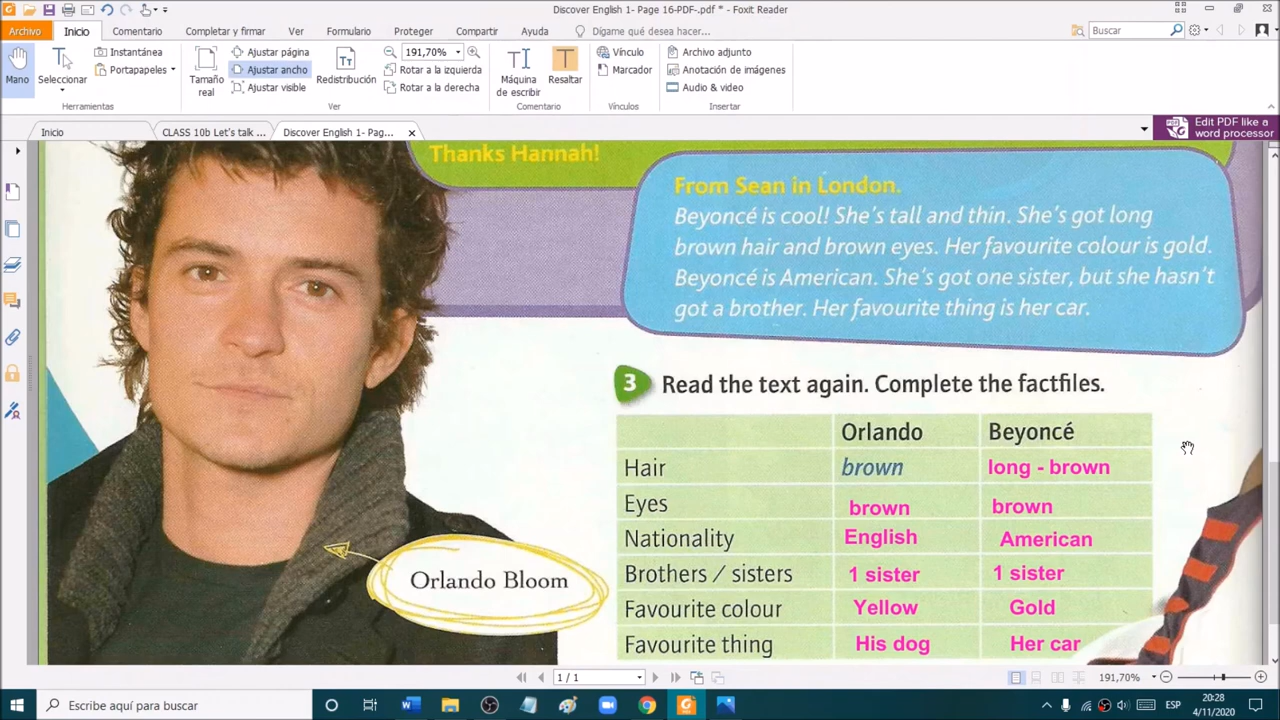 Discover English 1- Page 16-PDF-.pdf * - Foxit Reader
Archivo Inicio Comentario Completar y firmar Ver Formulario Proteger Compartir Ayuda Dígame qué desea hacer... Buscar
Mano
Seleccionar
Instantánea
Portapapeles
Herramientas
Tamaño real
Ajustar página
Ajustar ancho
Ajustar visible
Redistribución
191,70%
Rotar a la izquierda
Rotar a la derecha
Ver
Máquina de escribir
Resaltar
Comentario
Vínculo
Marcador
Vínculos
Archivo adjunto
Anotación de imágenes
Audio & video
Insertar
Inicio CLASS 10b Let's talk ... Discover English 1- Pag...
Edit PDF like a
word processor
Thanks Hannah!
From Sean in London.
Beyoncé is cool! She's tall and thin. She's got long
brown hair and brown eyes. Her favourite colour is gold.
Beyoncé is American. She's got one sister, but she hasn't
got a brother. Her favourite thing is her car.
3 Read the text again. Complete the factfiles.
Orlando Beyoncé
Hair brown long - brown
Eyes brown brown
Nationality English American
Brothers / sisters 1 sister 1 sister
Favourite colour Yellow Gold
Favourite thing His dog Her car
Orlando Bloom
1 / 1
191,70%
Escribe aquí para buscar
ESP
20:28
4/11/2020